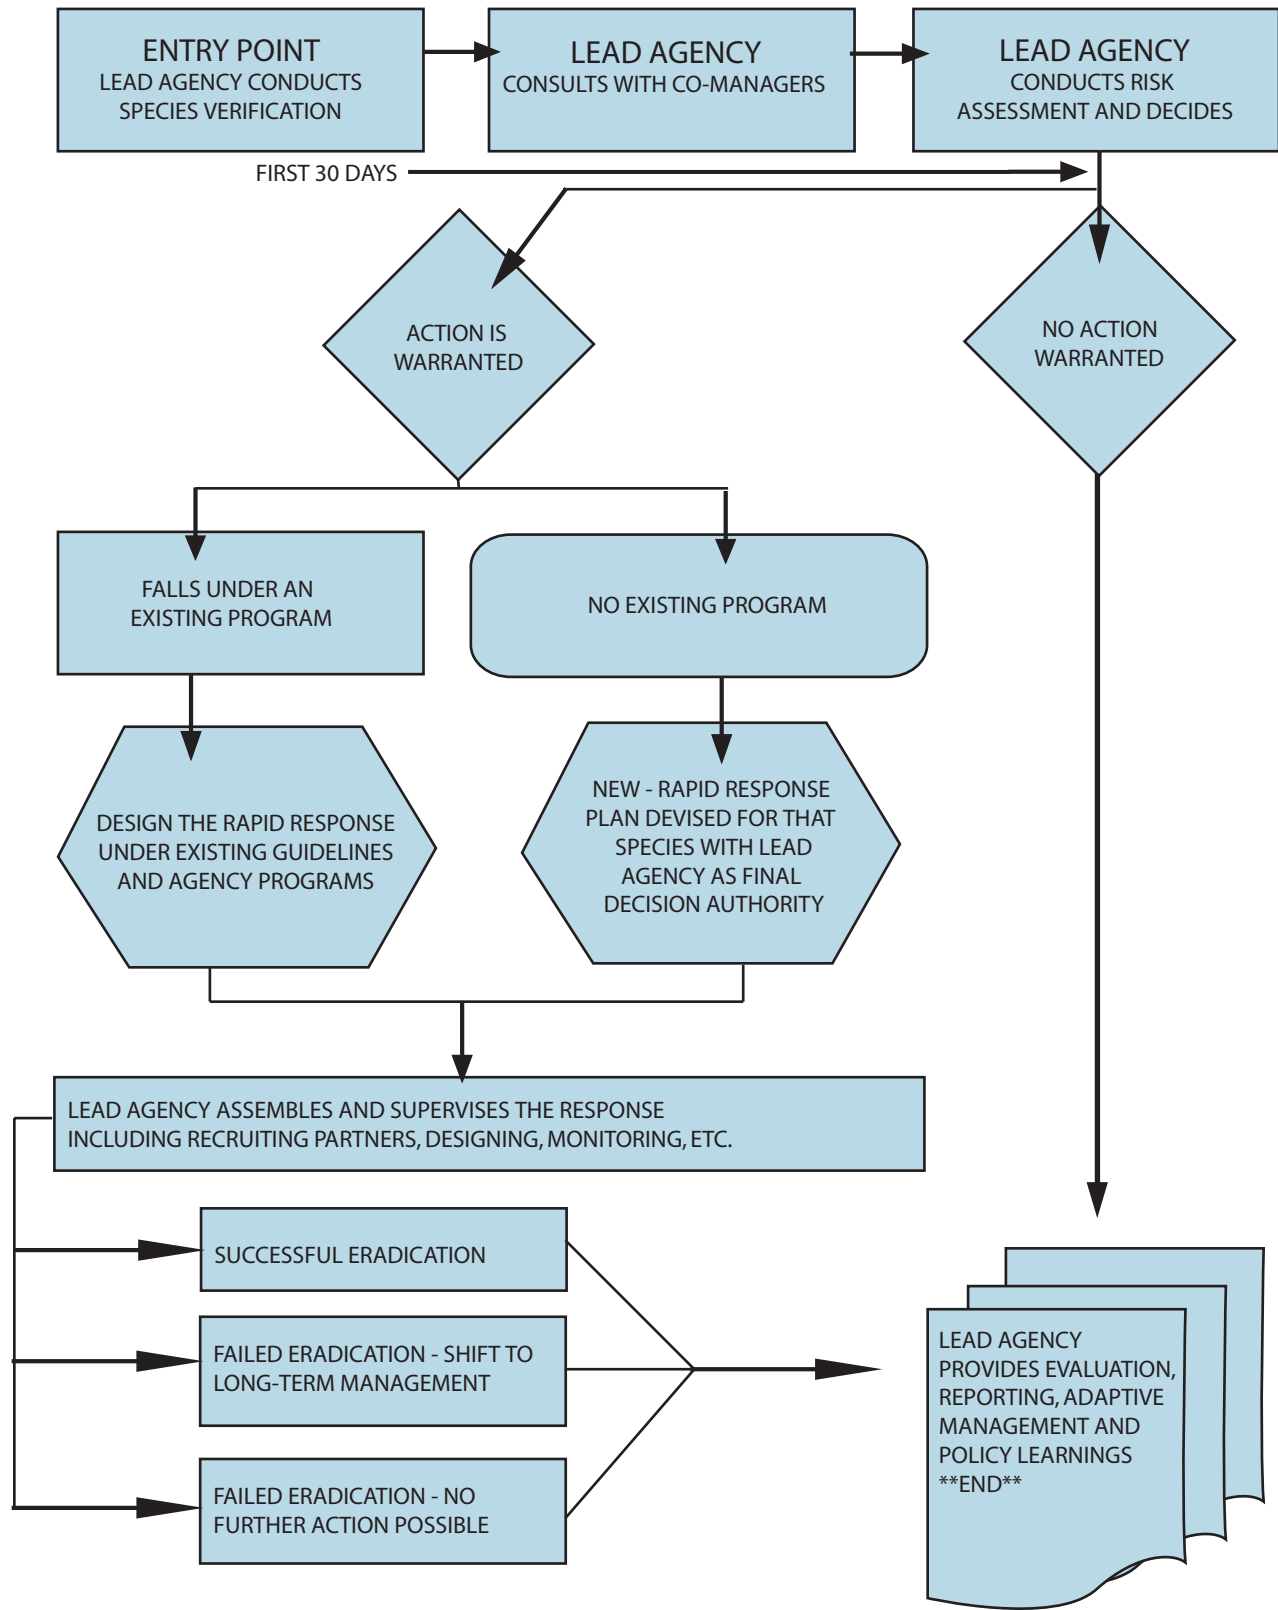 ENTRY POINT
LEAD AGENCY CONDUCTS
SPECIES VERIFICATION
LEAD AGENCY
CONSULTS WITH CO-MANAGERS
LEAD AGENCY
CONDUCTS RISK
ASSESSMENT AND DECIDES
FIRST 30 DAYS
ACTION IS
WARRANTED
NO ACTION
WARRANTED
FALLS UNDER AN
EXISTING PROGRAM
NO EXISTING PROGRAM
DESIGN THE RAPID RESPONSE
UNDER EXISTING GUIDELINES
AND AGENCY PROGRAMS
NEW - RAPID RESPONSE
PLAN DEVISED FOR THAT
SPECIES WITH LEAD
AGENCY AS FINAL
DECISION AUTHORITY
LEAD AGENCY ASSEMBLES AND SUPERVISES THE RESPONSE
INCLUDING RECRUITING PARTNERS, DESIGNING, MONITORING, ETC.
SUCCESSFUL ERADICATION
FAILED ERADICATION - SHIFT TO
LONG-TERM MANAGEMENT
FAILED ERADICATION - NO
FURTHER ACTION POSSIBLE
LEAD AGENCY
PROVIDES EVALUATION,
REPORTING, ADAPTIVE
MANAGEMENT AND
POLICY LEARNINGS
**END**